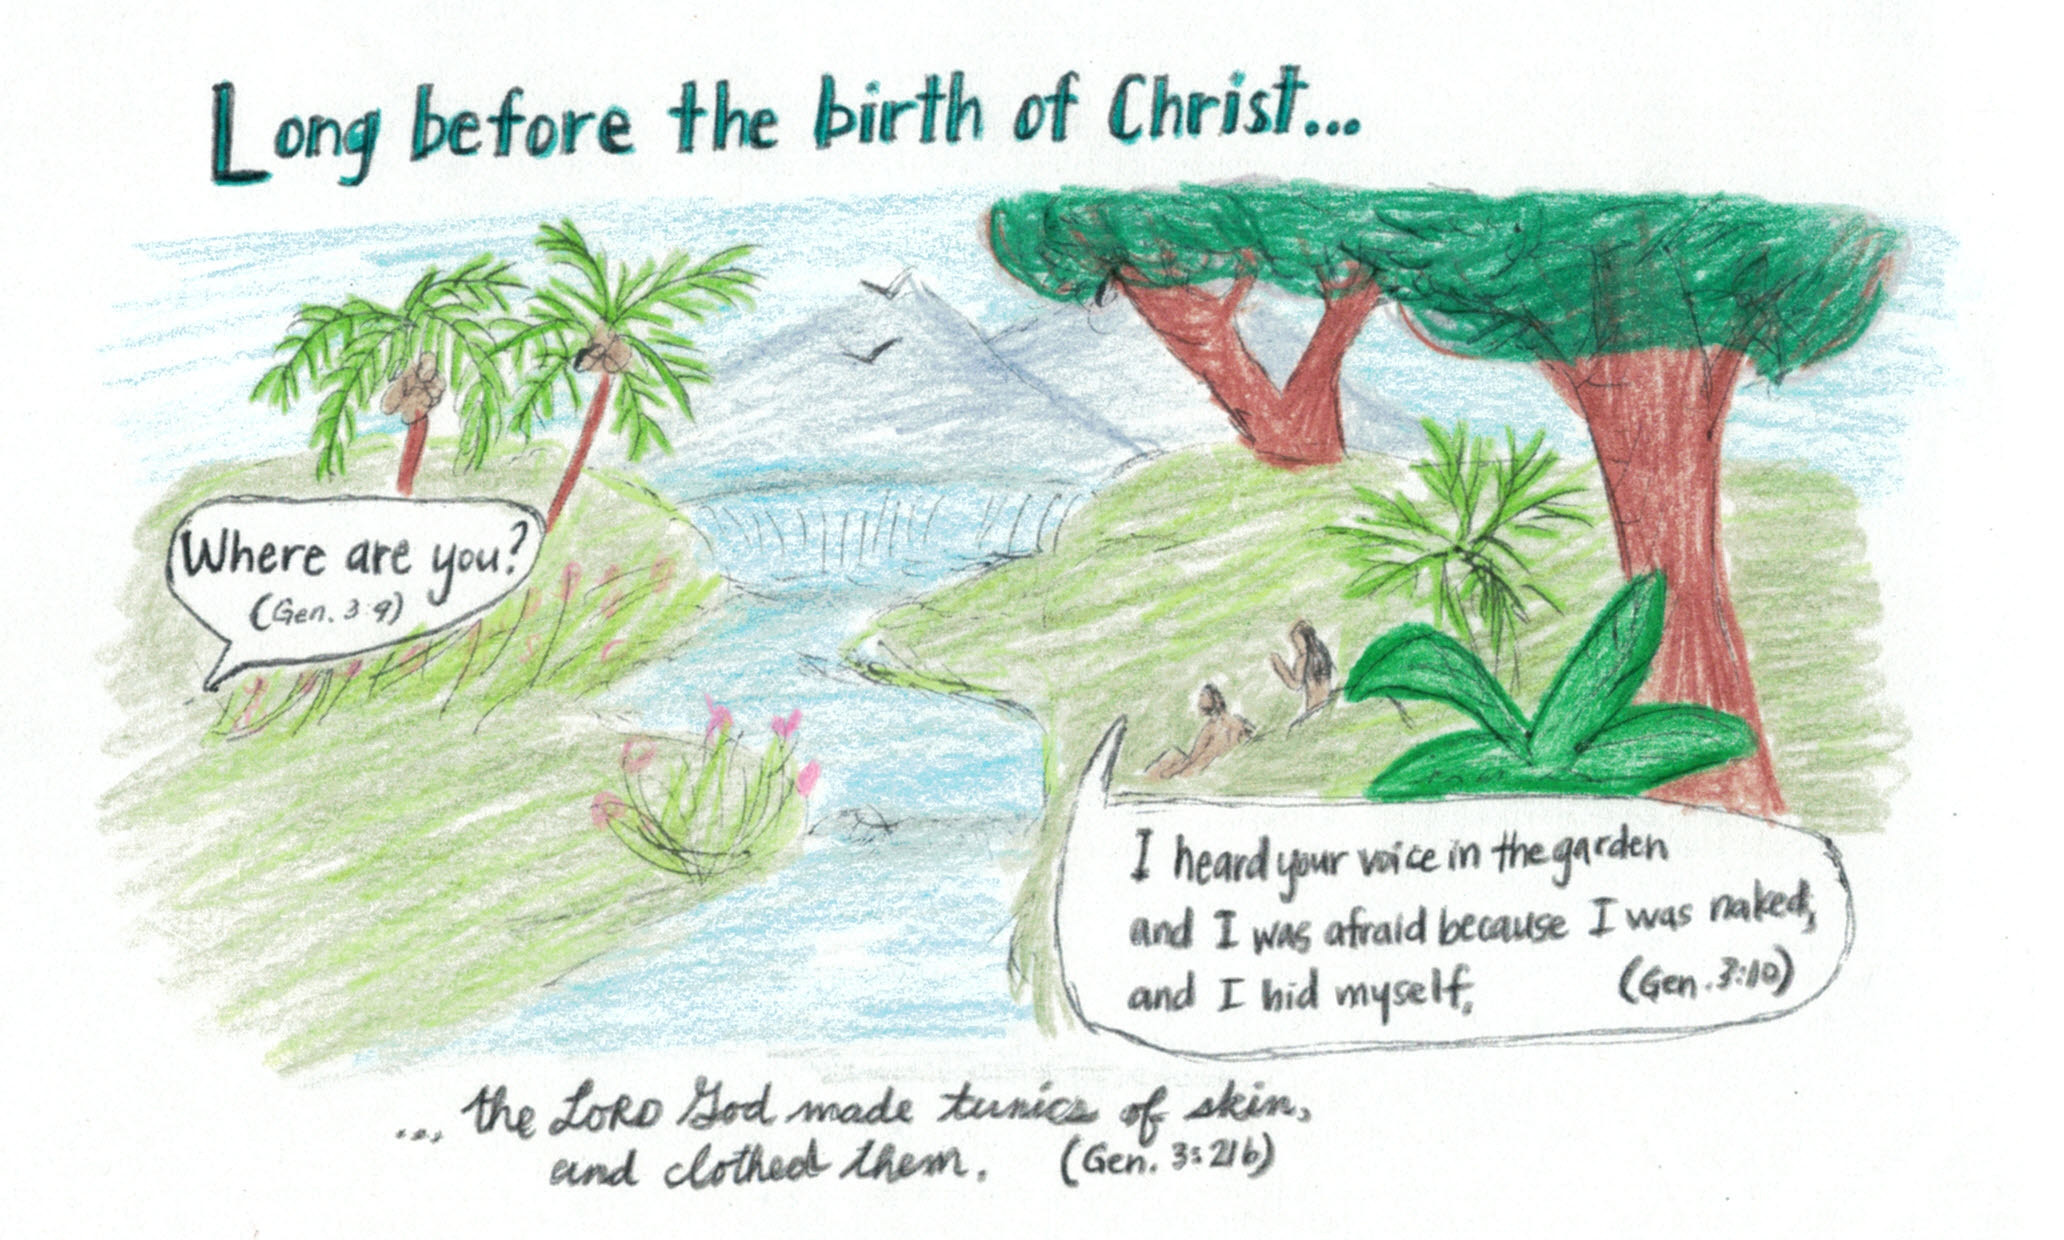 Long before the birth of Christ...
Where are you?
(Gen. 3:9)
I heard your voice in the garden
and I was afraid because I was naked;
and I hid myself.
(Gen. 3:10)
... the LORD God made tunics of skin,
and clothed them. (Gen. 3:21b)